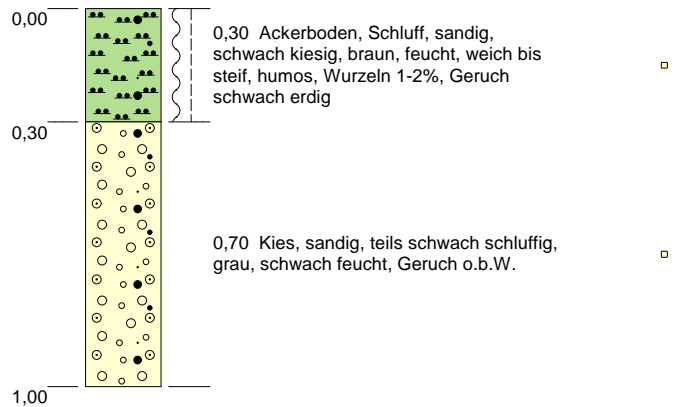 0,00
0,30 Ackerboden, Schluff, sandig,
schwach kiesig, braun, feucht, weich bis
steif, humos, Wurzeln 1-2%, Geruch
schwach erdig
0,30
0,70 Kies, sandig, teils schwach schluffig,
grau, schwach feucht, Geruch o.b.W.
1,00